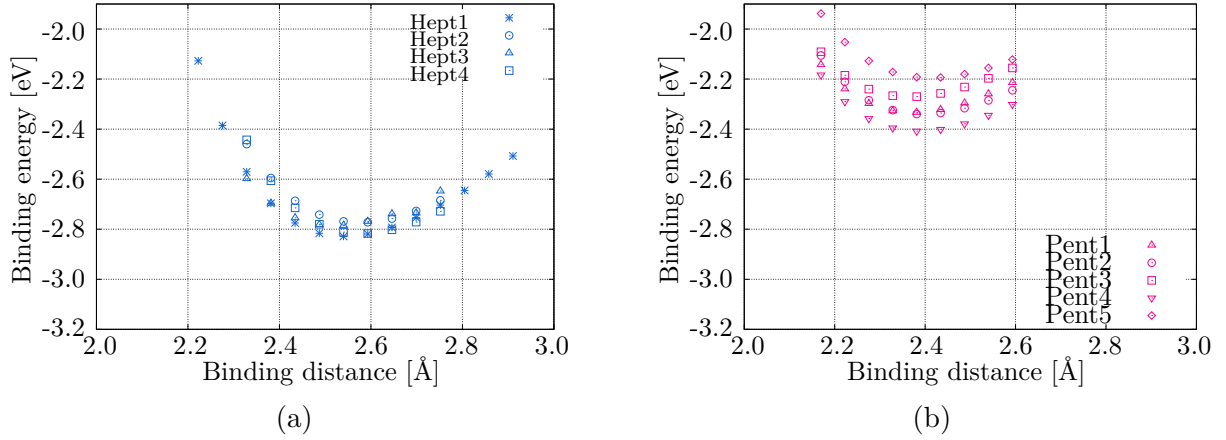 -2.0
-2.2
-2.4
-2.6
-2.8
-3.0
-3.2
Binding energy [eV]
2.0 2.2 2.4 2.6 2.8 3.0
Binding distance [Å]
Hept1
Hept2
Hept3
Hept4
(a)
-2.0
-2.2
-2.4
-2.6
-2.8
-3.0
-3.2
Binding energy [eV]
2.0 2.2 2.4 2.6 2.8 3.0
Binding distance [Å]
Pent1
Pent2
Pent3
Pent4
Pent5
(b)